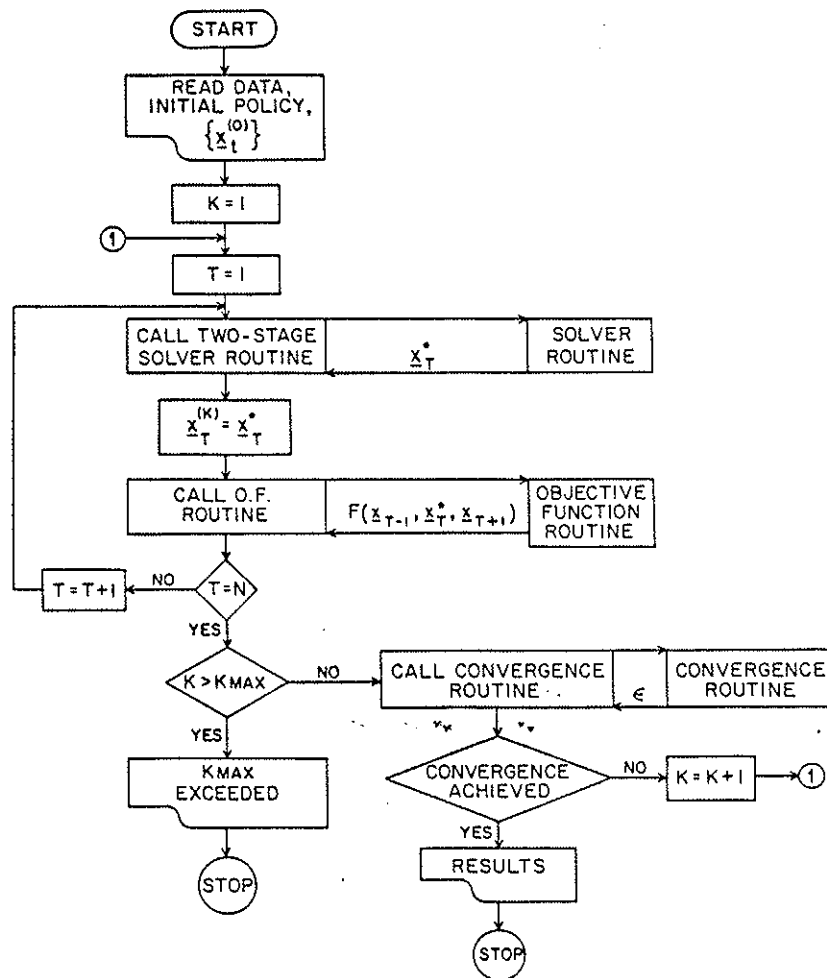 START
READ DATA,
INITIAL POLICY,
{x_t^(0)}
K = 1
1
T = 1
CALL TWO-STAGE
SOLVER ROUTINE
x_T^*
SOLVER
ROUTINE
x_T^(K) = x_T^*
CALL O.F.
ROUTINE
F(x_T-1, x_T^*, x_T+1)
OBJECTIVE
FUNCTION
ROUTINE
T = T+1
NO
T=N
YES
K > KMAX
NO
CALL CONVERGENCE
ROUTINE
ϵ
CONVERGENCE
ROUTINE
YES
KMAX
EXCEEDED
STOP
CONVERGENCE
ACHIEVED
NO
K = K+1
1
YES
RESULTS
STOP